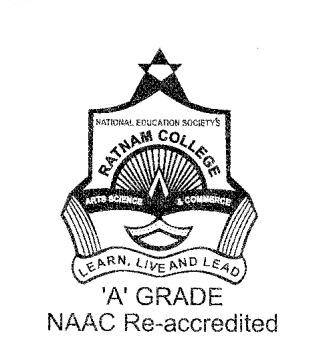 NATIONAL EDUCATION SOCIETY'S
RATNAM COLLEGE
ARTS SCIENCE & COMMERCE
LEARN, LIVE AND LEAD
'A' GRADE
NAAC Re-accredited